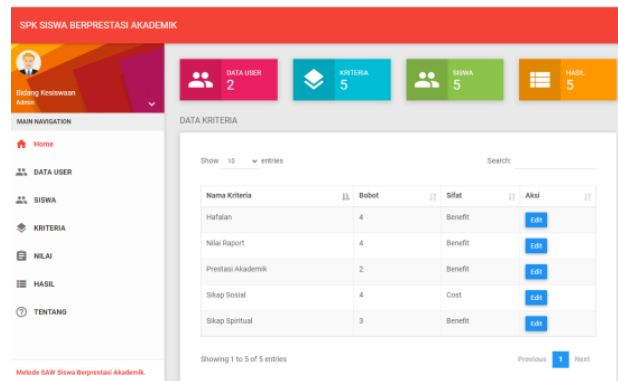 SPK SISWA BERPRESTASI AKADEMIK
Bidang Kesiswaan
Admin
MAIN NAVIGATION
Home
DATA USER
SISWA
KRITERIA
NILAI
HASIL
TENTANG
Metode SAW Siswa Berprestasi Akademik.
DATA USER
2
KRITERIA
5
SISWA
5
HASIL
5
DATA KRITERIA
Show 10 entries Search:
Nama Kriteria Bobot Sifat Aksi
Hafalan 4 Benefit Edit
Nilai Raport 4 Benefit Edit
Prestasi Akademik 2 Benefit Edit
Sikap Sosial 4 Cost Edit
Sikap Spiritual 3 Benefit Edit
Showing 1 to 5 of 5 entries Previous 1 Next